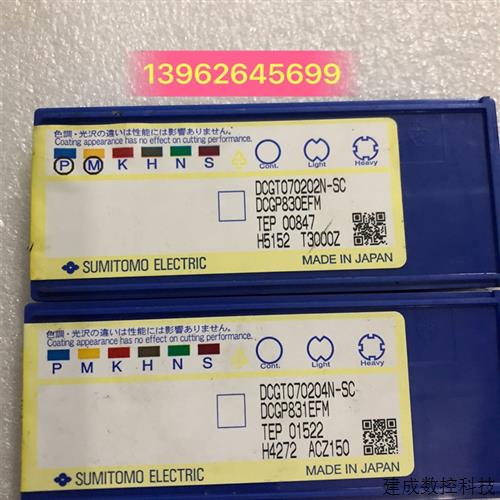 13962645699
色調・光沢の違いは性能には影響ありません。
Coating appearance has no effect on cutting performance.
P M K H N S
Cont. Light Heavy
DCGT070202N-SC
DCGP830EFM
TEP 00847
H5152 T3000Z
SUMITOMO ELECTRIC
MADE IN JAPAN
色調・光沢の違いは性能には影響ありません。
Coating appearance has no effect on cutting performance.
P M K H N S
Cont. Light Heavy
DCGT070204N-SC
DCGP831EFM
TEP 01522
H4272 ACZ150
SUMITOMO ELECTRIC
MADE IN JAPAN
建成数控科技